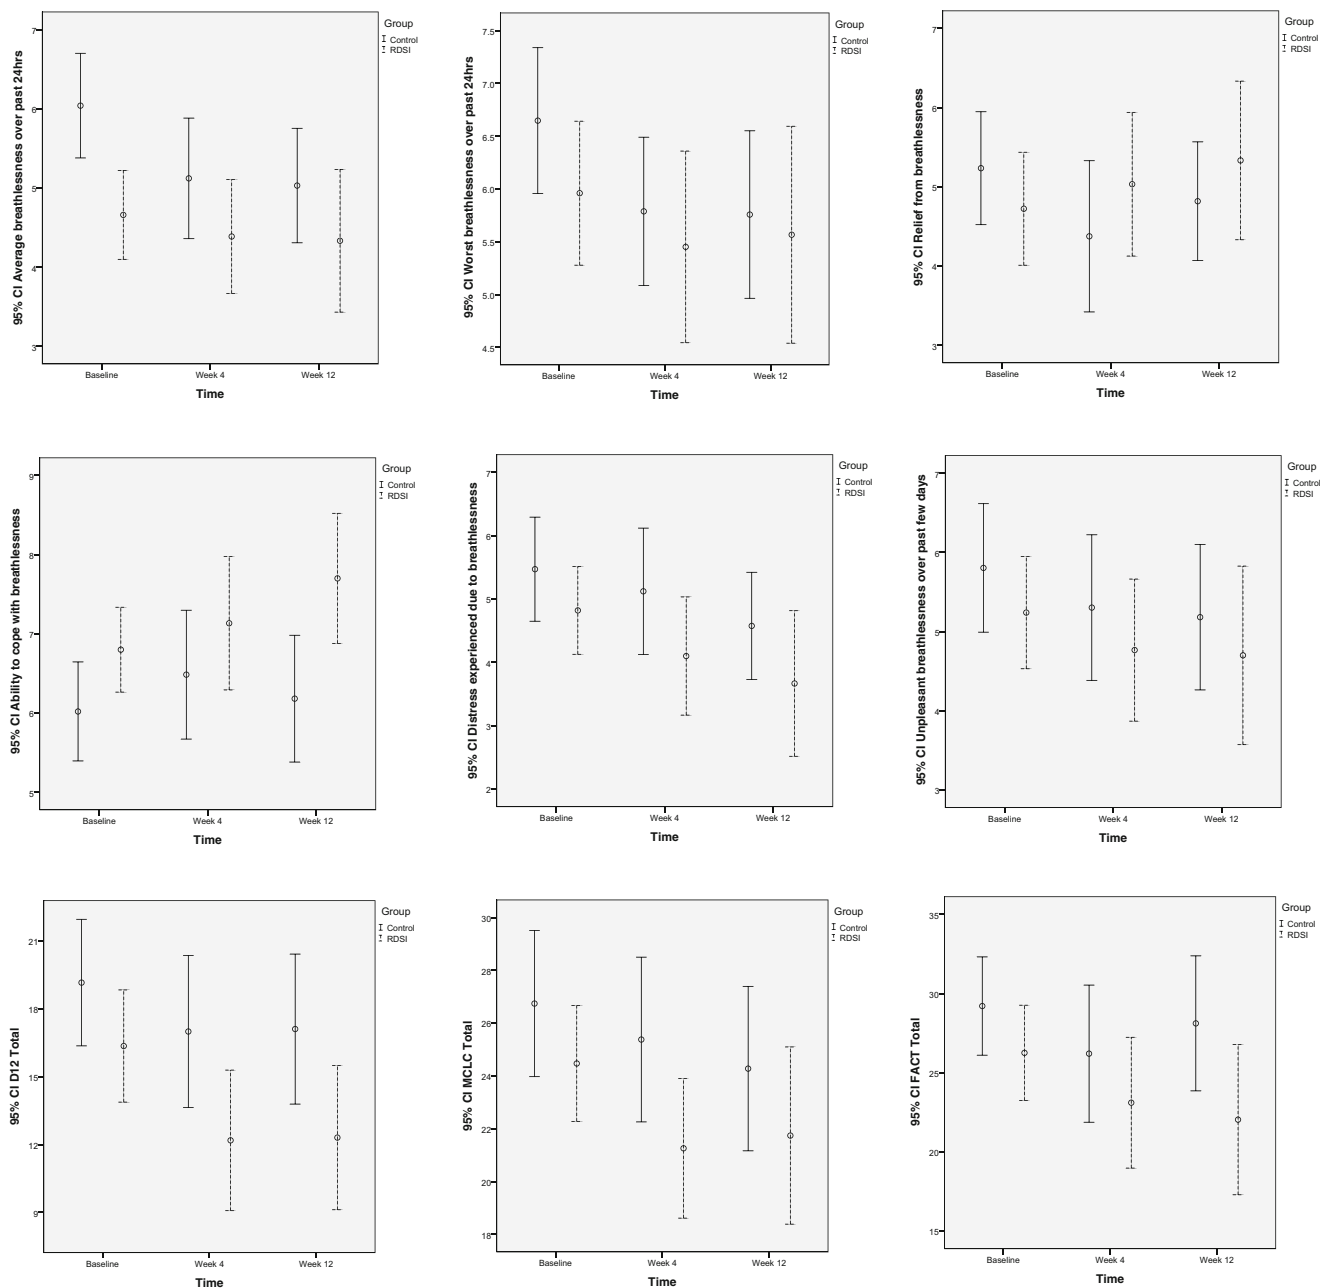 95% CI Average breathlessness over past 24hrs
7
6
5
4
3
Baseline Week 4 Week 12
Time
Group
Control
RDSI
95% CI Worst breathlessness over past 24hrs
7.5
7.0
6.5
6.0
5.5
5.0
4.5
Baseline Week 4 Week 12
Time
Group
Control
RDSI
95% CI Relief from breathlessness
7
6
5
4
3
Baseline Week 4 Week 12
Time
Group
Control
RDSI
95% CI Ability to cope with breathlessness
9
8
7
6
5
Baseline Week 4 Week 12
Time
Group
Control
RDSI
95% CI Distress experienced due to breathlessness
7
6
5
4
3
2
Baseline Week 4 Week 12
Time
Group
Control
RDSI
95% CI Unpleasant breathlessness over past few days
7
6
5
4
3
Baseline Week 4 Week 12
Time
Group
Control
RDSI
95% CI D12 Total
21
18
15
12
9
Baseline Week 4 Week 12
Time
Group
Control
RDSI
95% CI MCLC Total
30
28
26
24
22
20
18
Baseline Week 4 Week 12
Time
Group
Control
RDSI
95% CI FACT Total
35
30
25
20
15
Baseline Week 4 Week 12
Time
Group
Control
RDSI